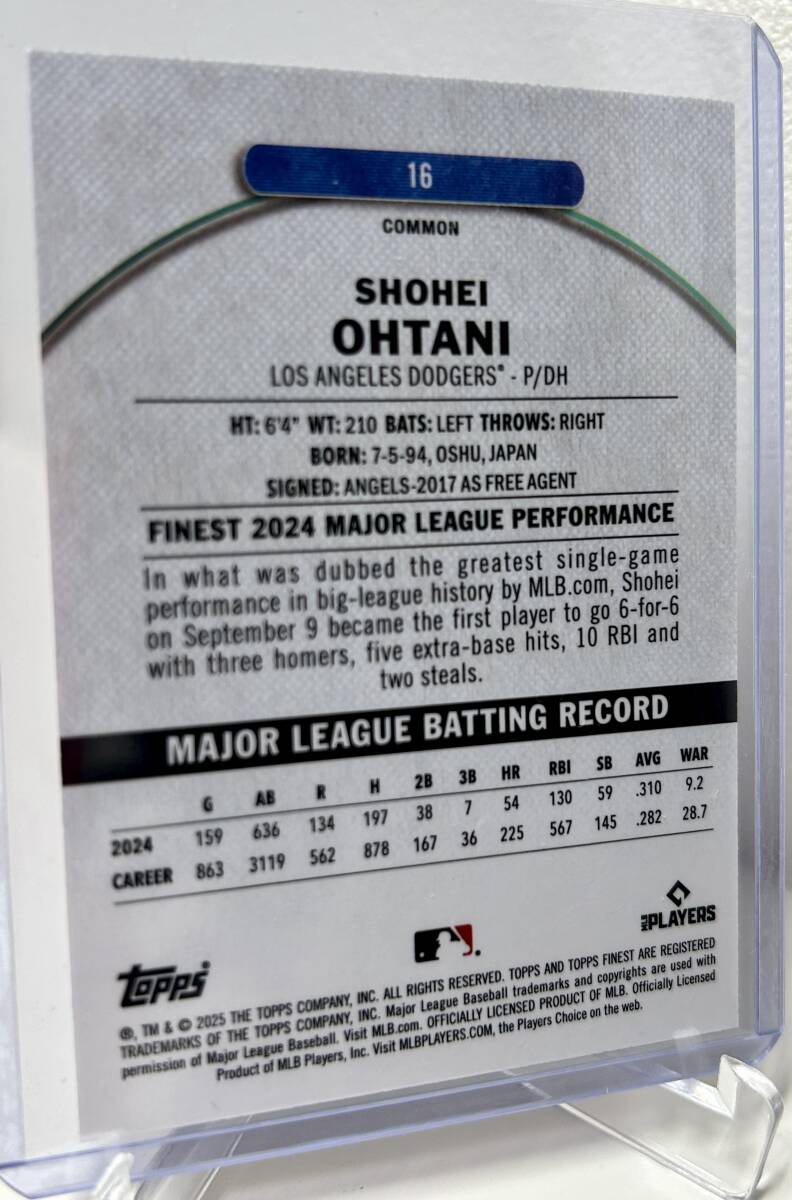 16
COMMON
SHOHEI
OHTANI
LOS ANGELES DODGERS® - P/DH
HT: 6'4" WT: 210 BATS: LEFT THROWS: RIGHT
BORN: 7-5-94, OSHU, JAPAN
SIGNED: ANGELS-2017 AS FREE AGENT
FINEST 2024 MAJOR LEAGUE PERFORMANCE
In what was dubbed the greatest single-game
performance in big-league history by MLB.com, Shohei
on September 9 became the first player to go 6-for-6
with three homers, five extra-base hits, 10 RBI and
two steals.
MAJOR LEAGUE BATTING RECORD
G AB R H 2B 3B HR RBI SB AVG WAR
2024 159 636 134 197 38 7 54 130 59 .310 9.2
CAREER 863 3119 562 878 167 36 225 567 145 .282 28.7
PLAYERS
topps®
®, TM & © 2025 THE TOPPS COMPANY, INC. ALL RIGHTS RESERVED. TOPPS AND TOPPS FINEST ARE REGISTERED
TRADEMARKS OF THE TOPPS COMPANY, INC. Major League Baseball trademarks and copyrights are used with
permission of Major League Baseball. Visit MLB.com. OFFICIALLY LICENSED PRODUCT OF MLB. Officially Licensed
Product of MLB Players, Inc. Visit MLBPLAYERS.COM, the Players Choice on the web.